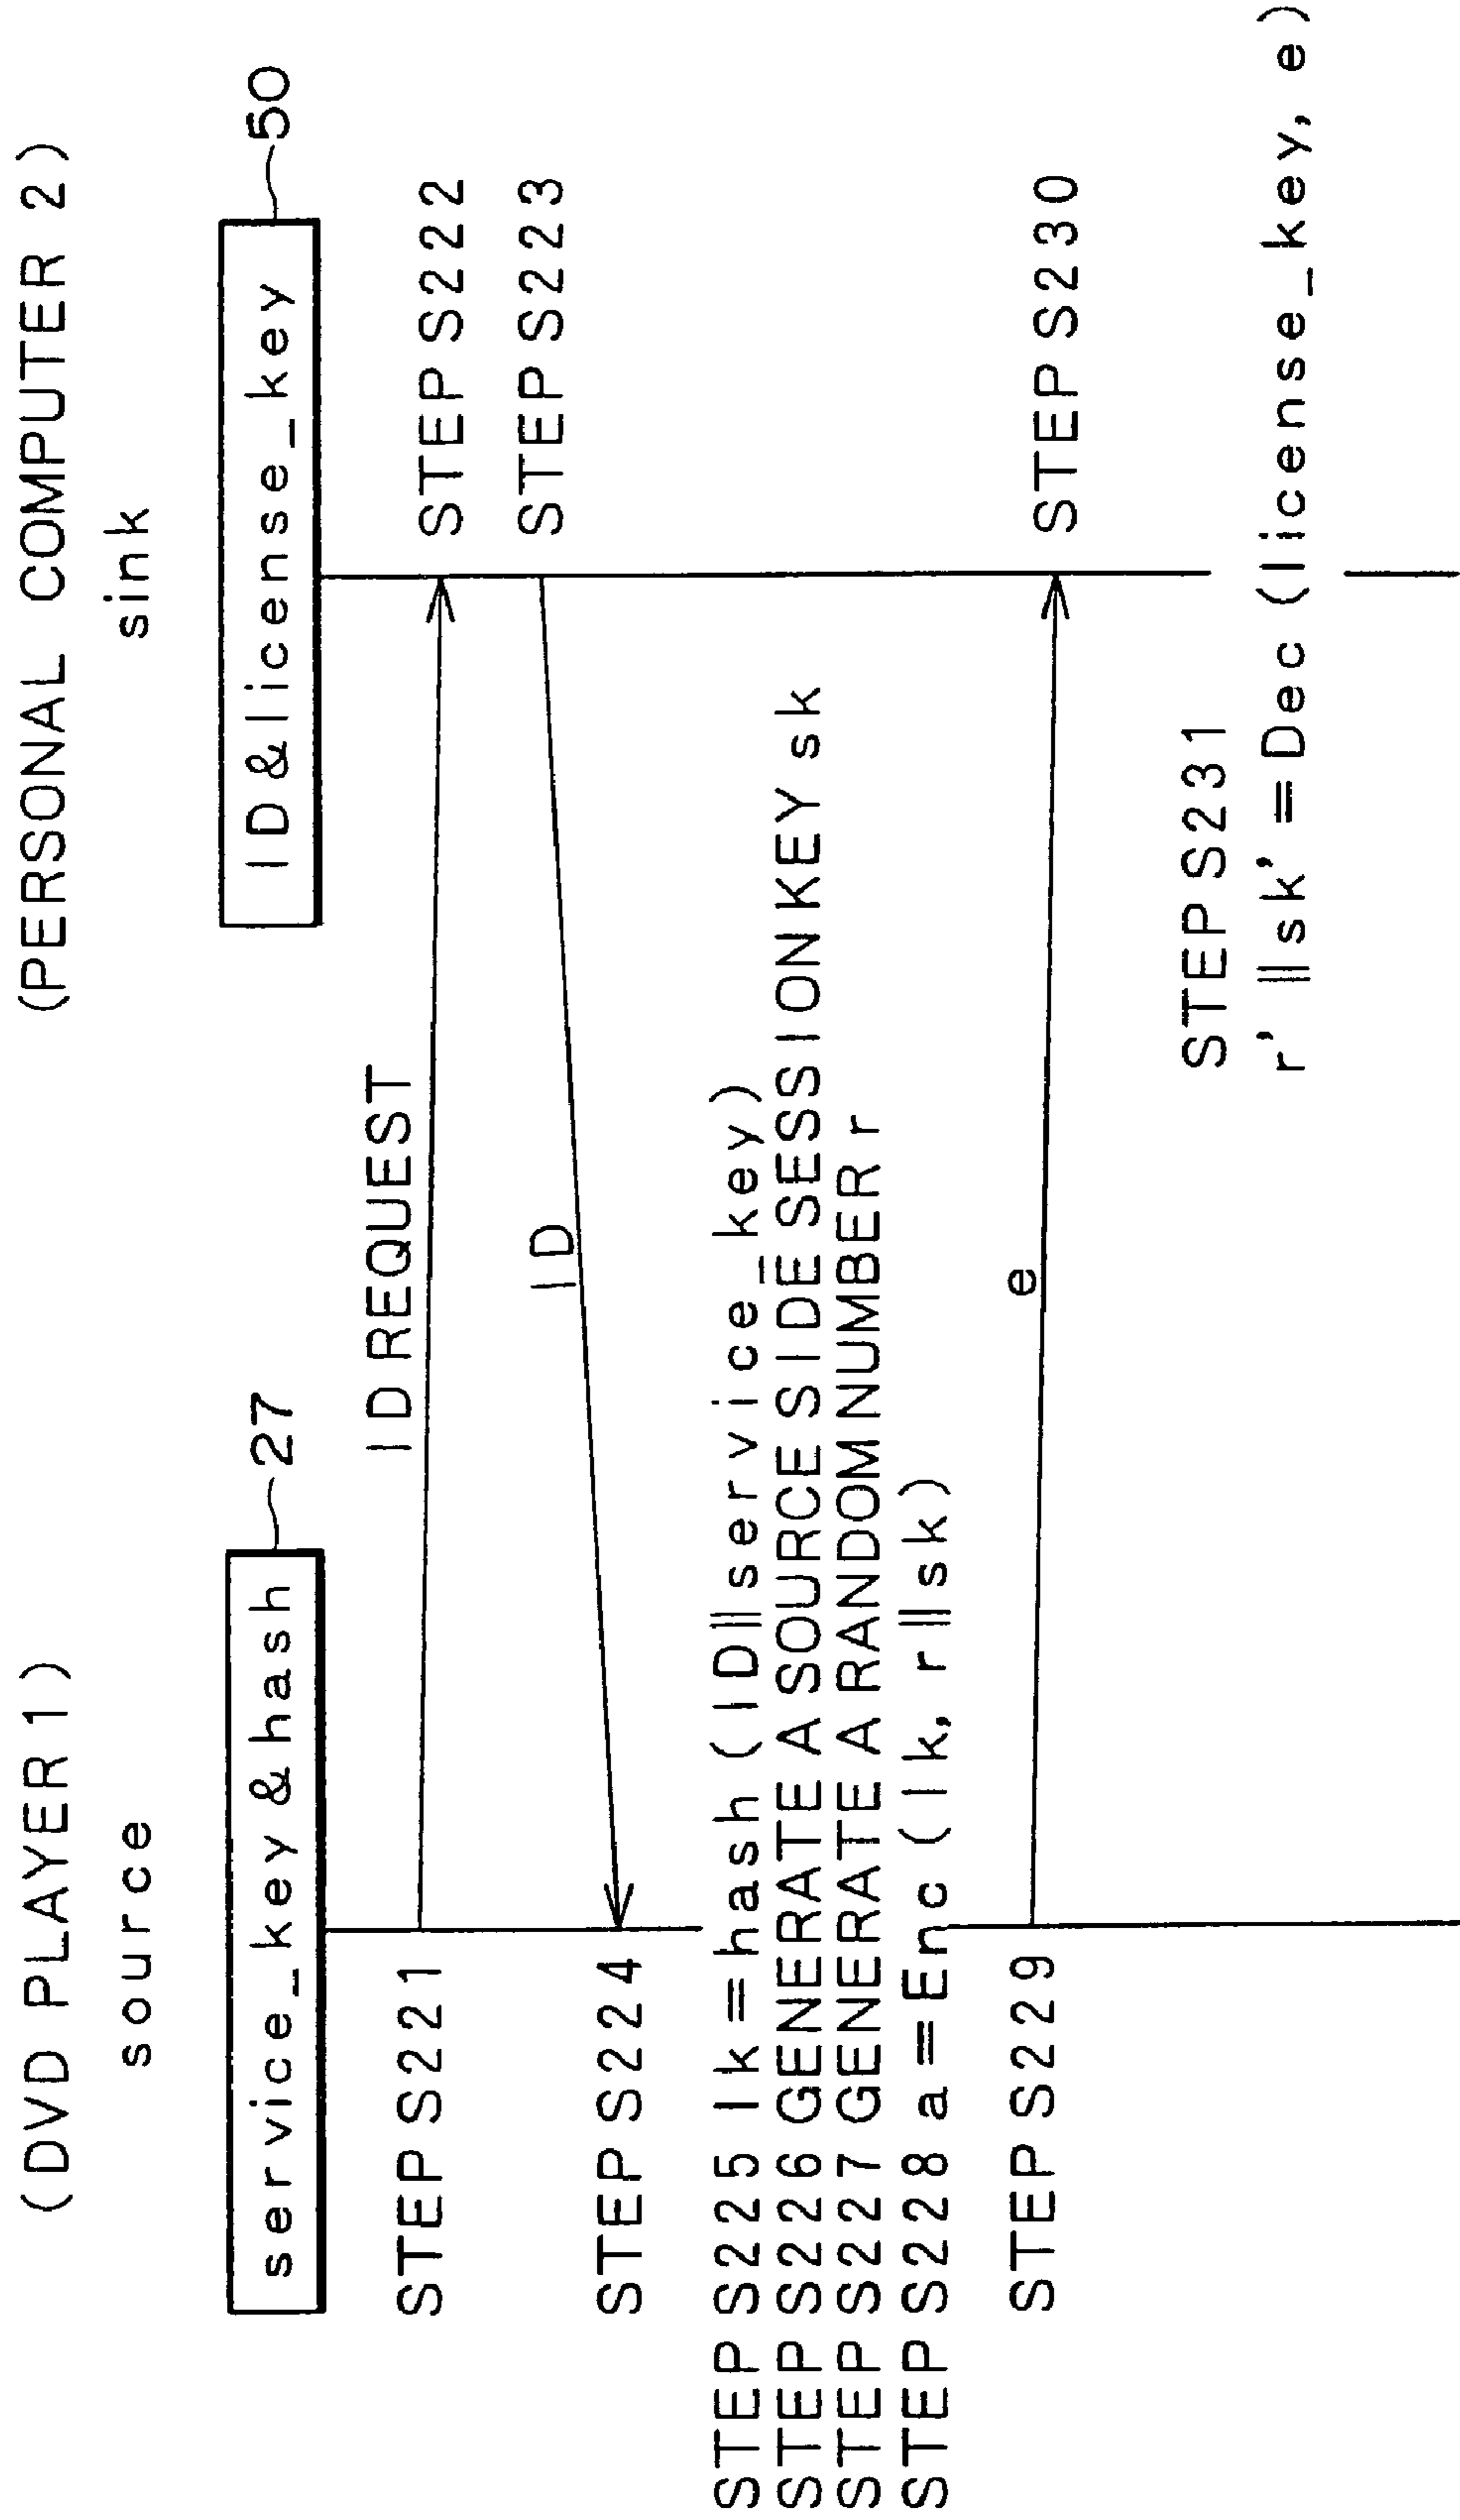 (DVD PLAYER 1)
(PERSONAL COMPUTER 2)
source
sink
service_key & hash
27
ID & license_key
50
ID REQUEST
STEP S221
STEP S222
STEP S223
ID
STEP S224
STEP S225 lk = hash (ID || service_key)
STEP S226 GENERATE A SOURCE SIDE SESSION KEY sk
STEP S227 GENERATE A RANDOM NUMBER r
STEP S228 a = Enc (lk, r || sk)
e
STEP S229
STEP S230
STEP S231
r' || sk' = Dec (license_key, e)